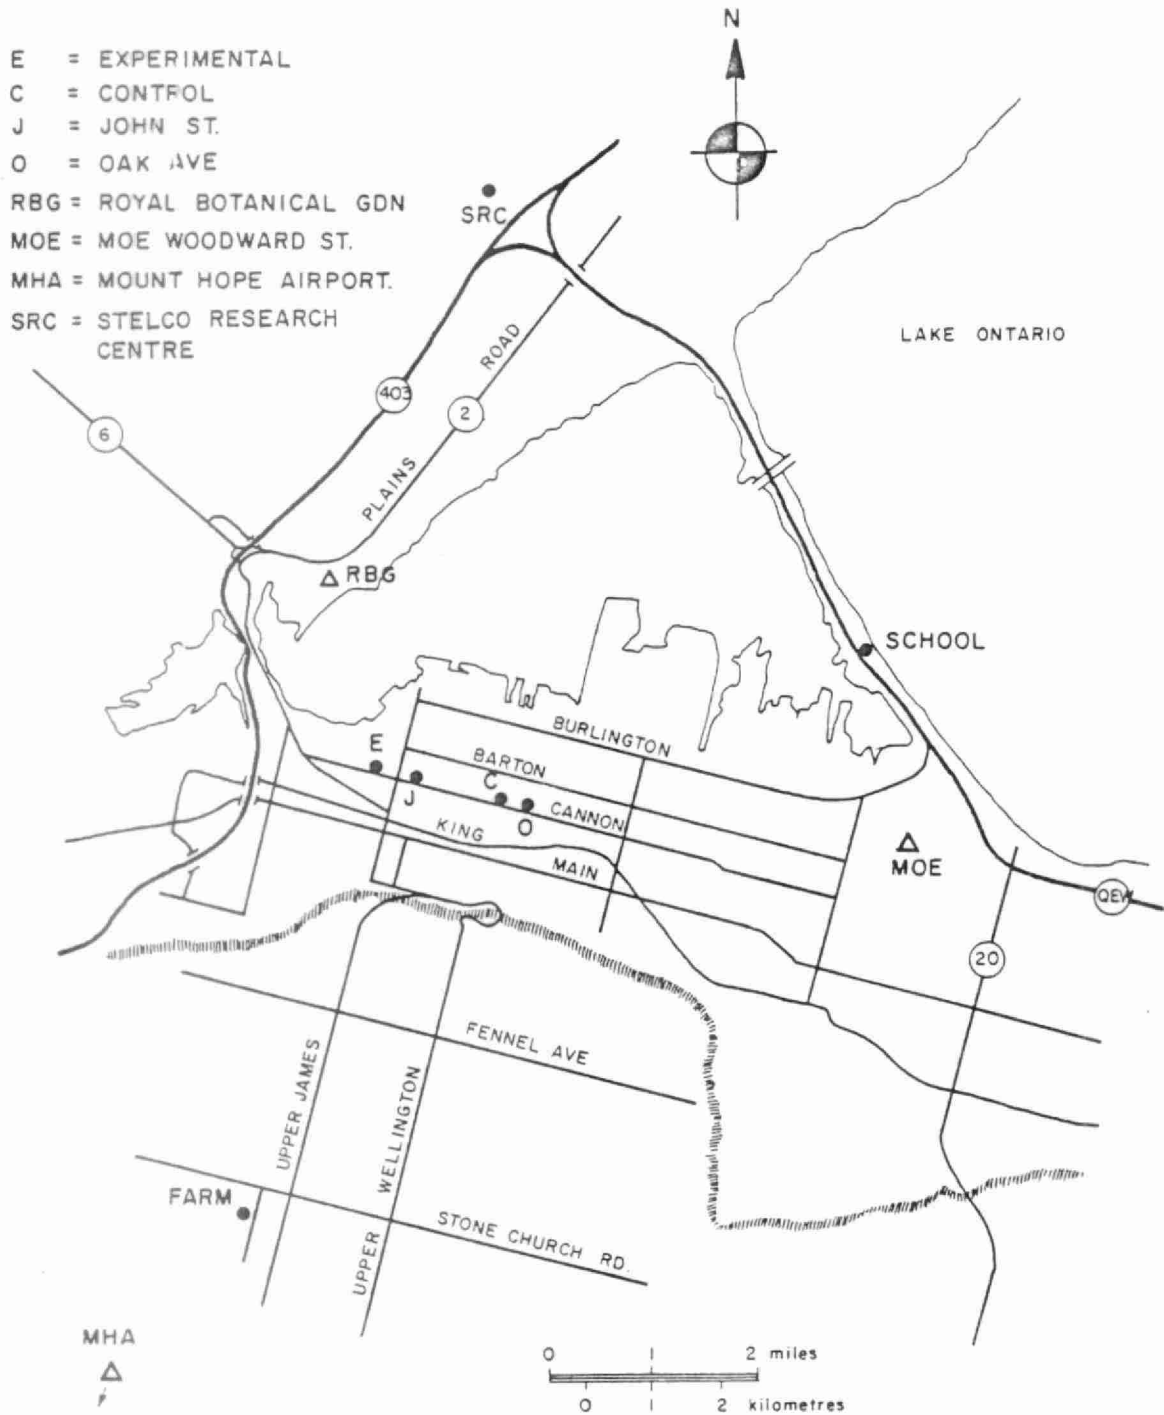 N
E = EXPERIMENTAL
C = CONTROL
J = JOHN ST.
O = OAK AVE
RBG = ROYAL BOTANICAL GDN
MOE = MOE WOODWARD ST.
MHA = MOUNT HOPE AIRPORT.
SRC = STELCO RESEARCH
CENTRE
SRC
LAKE ONTARIO
403
2
PLAINS ROAD
6
RBG
SCHOOL
BURLINGTON
E
BARTON
J
C
O
CANNON
KING
MAIN
MOE
QEW
20
FENNEL AVE
UPPER JAMES
UPPER WELLINGTON
FARM
STONE CHURCH RD.
MHA
0 1 2 miles
0 1 2 kilometres